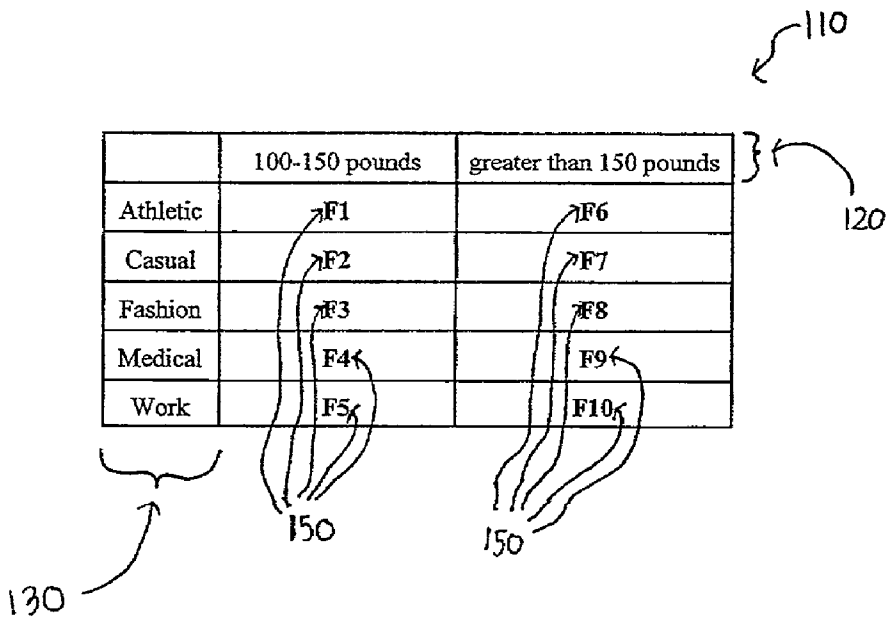 110
100-150 pounds greater than 150 pounds
120
Athletic F1 F6
Casual F2 F7
Fashion F3 F8
Medical F4 F9
Work F5 F10
150 150
130